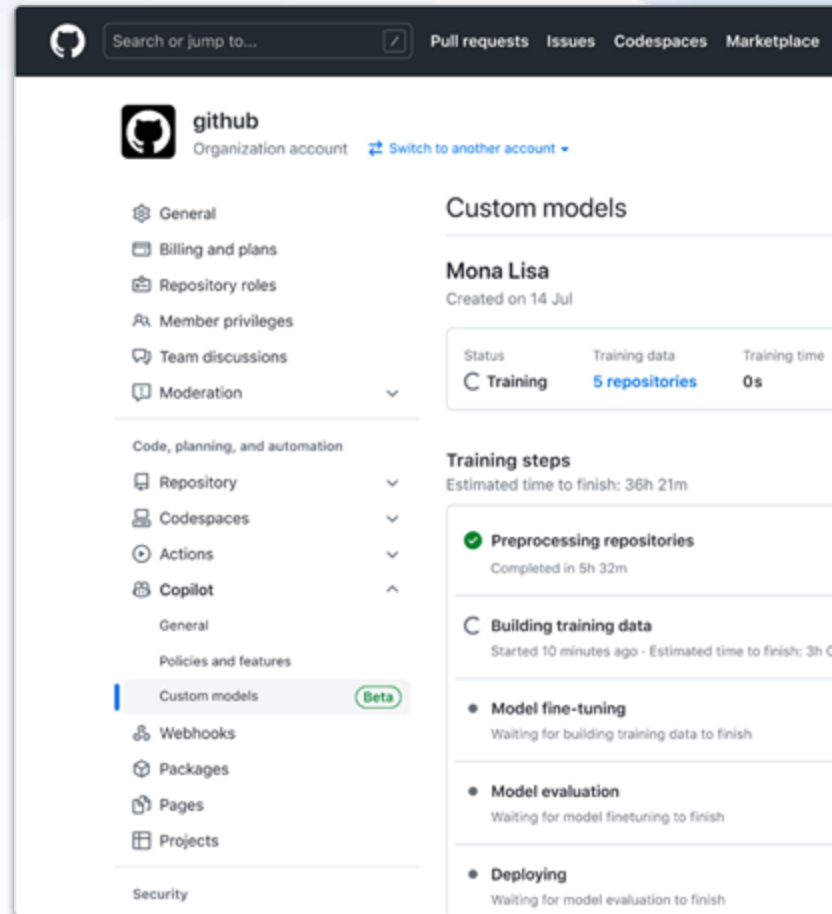 Search or jump to... /
Pull requests Issues Codespaces Marketplace
github
Organization account Switch to another account
General
Billing and plans
Repository roles
Member privileges
Team discussions
Moderation
Code, planning, and automation
Repository
Codespaces
Actions
Copilot
General
Policies and features
Custom models Beta
Webhooks
Packages
Pages
Projects
Security
Custom models
Mona Lisa
Created on 14 Jul
Status Training data Training time
Training 5 repositories 0s
Training steps
Estimated time to finish: 36h 21m
Preprocessing repositories
Completed in 5h 32m
Building training data
Started 10 minutes ago · Estimated time to finish: 3h
Model fine-tuning
Waiting for building training data to finish
Model evaluation
Waiting for model finetuning to finish
Deploying
Waiting for model evaluation to finish